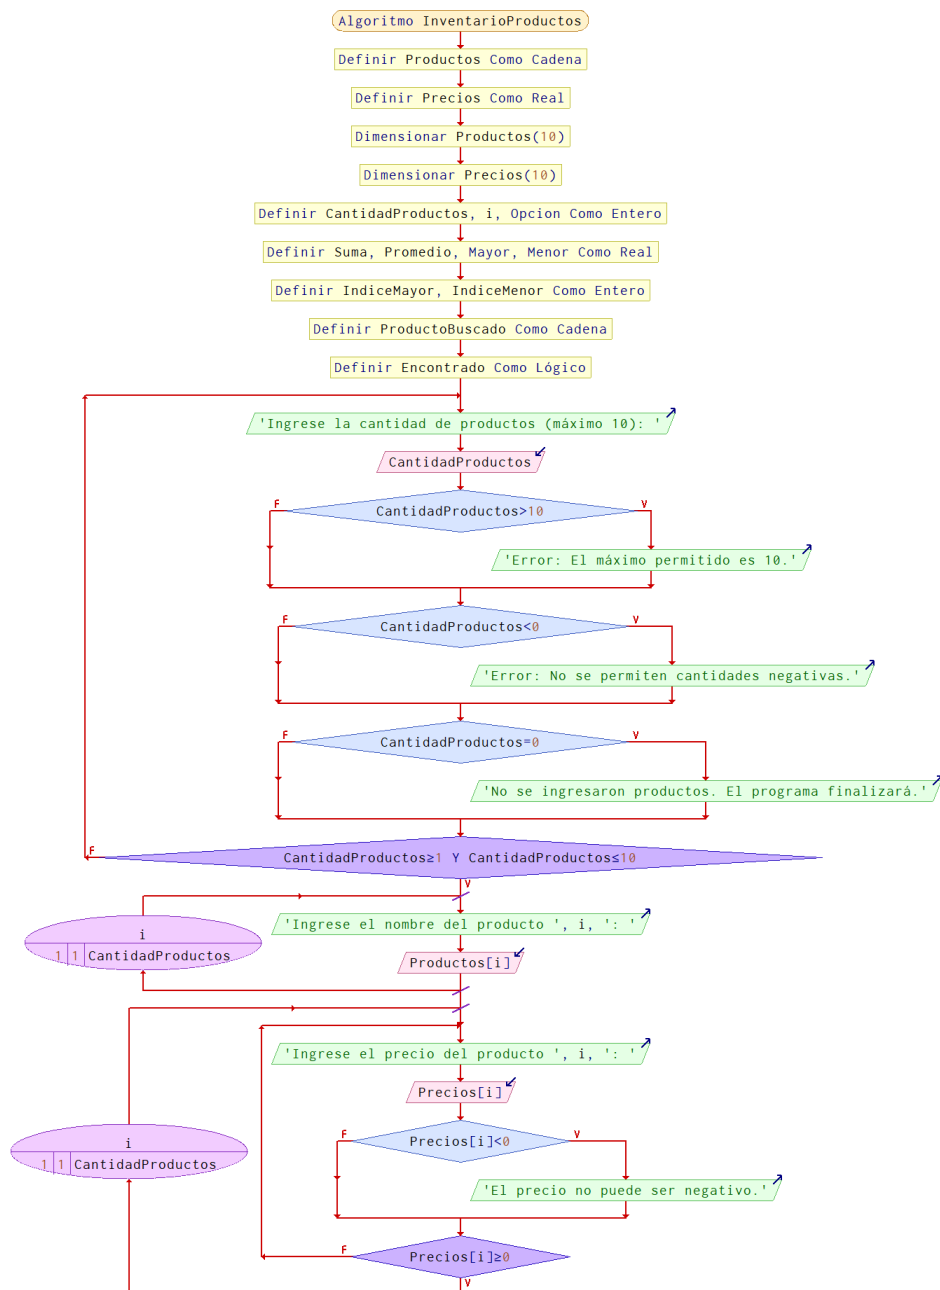 Algoritmo InventarioProductos
Definir Productos Como Cadena
Definir Precios Como Real
Dimensionar Productos(10)
Dimensionar Precios(10)
Definir CantidadProductos, i, Opcion Como Entero
Definir Suma, Promedio, Mayor, Menor Como Real
Definir IndiceMayor, IndiceMenor Como Entero
Definir ProductoBuscado Como Cadena
Definir Encontrado Como Lógico
'Ingrese la cantidad de productos (máximo 10): '
CantidadProductos
F
V
CantidadProductos>10
'Error: El máximo permitido es 10.'
F
V
CantidadProductos<0
'Error: No se permiten cantidades negativas.'
F
V
CantidadProductos=0
'No se ingresaron productos. El programa finalizará.'
F
CantidadProductos≥1 Y CantidadProductos≤10
V
'Ingrese el nombre del producto ', i, ': '
i
1 1 CantidadProductos
Productos[i]
'Ingrese el precio del producto ', i, ': '
Precios[i]
F
V
Precios[i]<0
i
1 1 CantidadProductos
'El precio no puede ser negativo.'
F
Precios[i]≥0
V